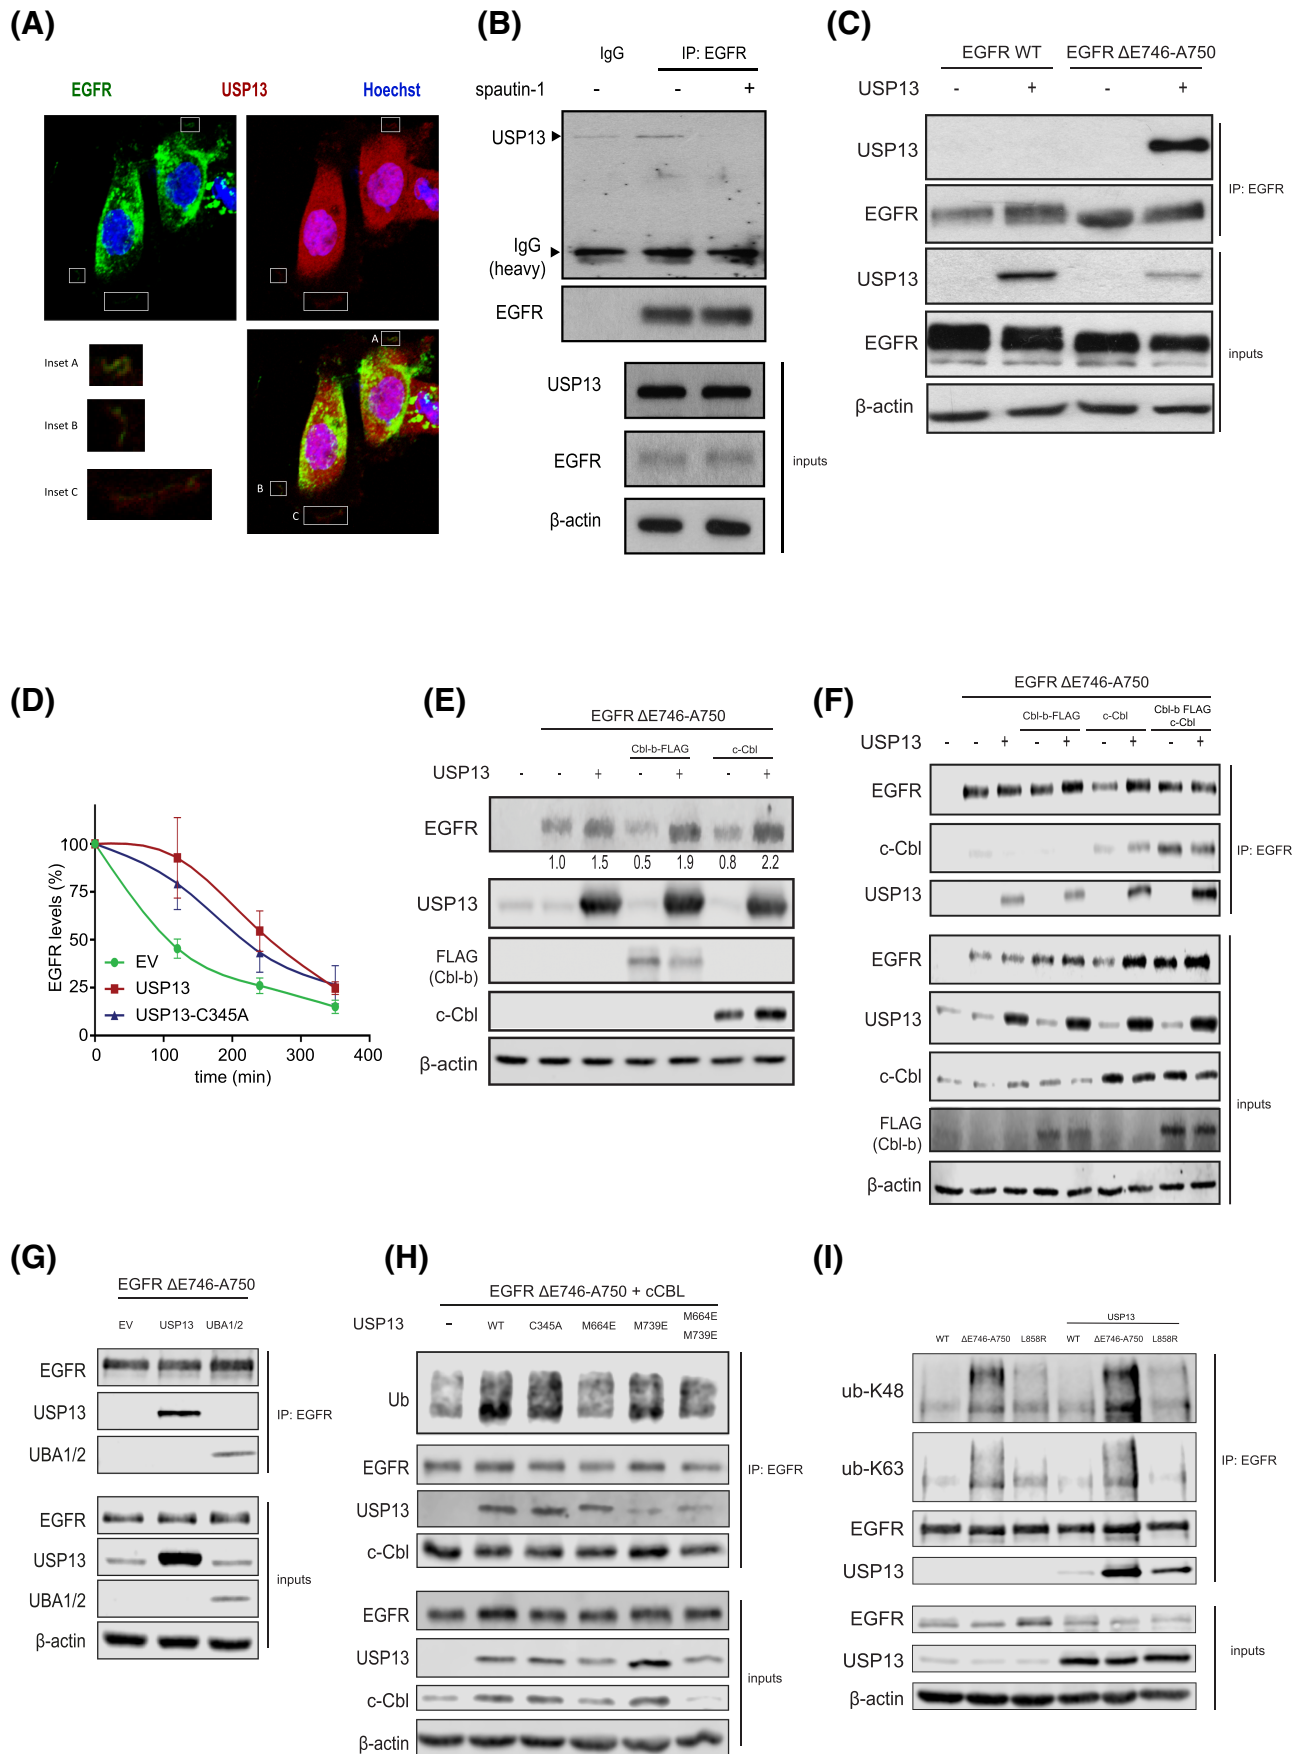 (A)
EGFR USP13 Hoechst
A
B
C
Inset A
Inset B
Inset C
(B)
IgG IP: EGFR
spautin-1 - - +
USP13
IgG
(heavy)
EGFR
USP13
EGFR
β-actin
inputs
(C)
EGFR WT EGFR ΔE746-A750
USP13 - + - +
USP13
EGFR
IP: EGFR
USP13
EGFR
β-actin
inputs
(D)
EGFR levels (%)
100
75
50
25
0
EV
USP13
USP13-C345A
0 100 200 300 400
time (min)
(E)
EGFR ΔE746-A750
Cbl-b-FLAG c-Cbl
USP13 - - + - + - +
EGFR
1.0 1.5 0.5 1.9 0.8 2.2
USP13
FLAG
(Cbl-b)
c-Cbl
β-actin
(F)
EGFR ΔE746-A750
Cbl-b-FLAG c-Cbl Cbl-b FLAG
c-Cbl
USP13 - - + - + - + - +
EGFR
c-Cbl
USP13
IP: EGFR
EGFR
USP13
c-Cbl
FLAG
(Cbl-b)
β-actin
inputs
(G)
EGFR ΔE746-A750
EV USP13 UBA1/2
EGFR
USP13
UBA1/2
IP: EGFR
EGFR
USP13
UBA1/2
β-actin
inputs
(H)
EGFR ΔE746-A750 + cCBL
USP13 - WT C345A M664E M739E M664E
M739E
Ub
EGFR
USP13
c-Cbl
IP: EGFR
EGFR
USP13
c-Cbl
β-actin
inputs
(I)
USP13
WT ΔE746-A750 L858R WT ΔE746-A750 L858R
ub-K48
ub-K63
EGFR
USP13
IP: EGFR
EGFR
USP13
β-actin
inputs